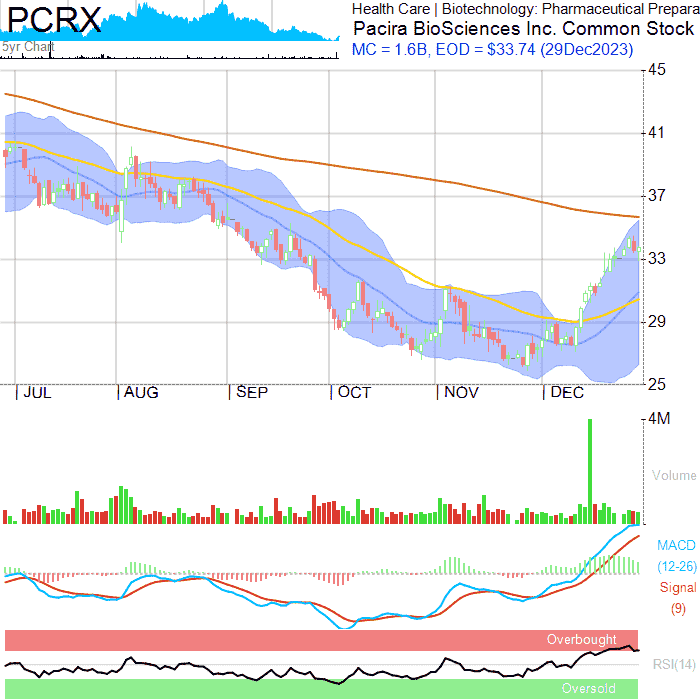 PCRX
5yr Chart
Health Care | Biotechnology: Pharmaceutical Prepara
Pacira BioSciences Inc. Common Stock
MC = 1.6B, EOD = $33.74 (29Dec2023)
45
41
37
33
29
25
JUL
AUG
SEP
OCT
NOV
DEC
4M
Volume
MACD
(12-26)
Signal
(9)
Overbought
RSI(14)
Oversold